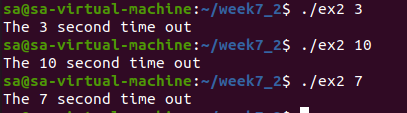 sa@sa-virtual-machine:~/week7_2$ ./ex2 3
The 3 second time out
sa@sa-virtual-machine:~/week7_2$ ./ex2 10
The 10 second time out
sa@sa-virtual-machine:~/week7_2$ ./ex2 7
The 7 second time out